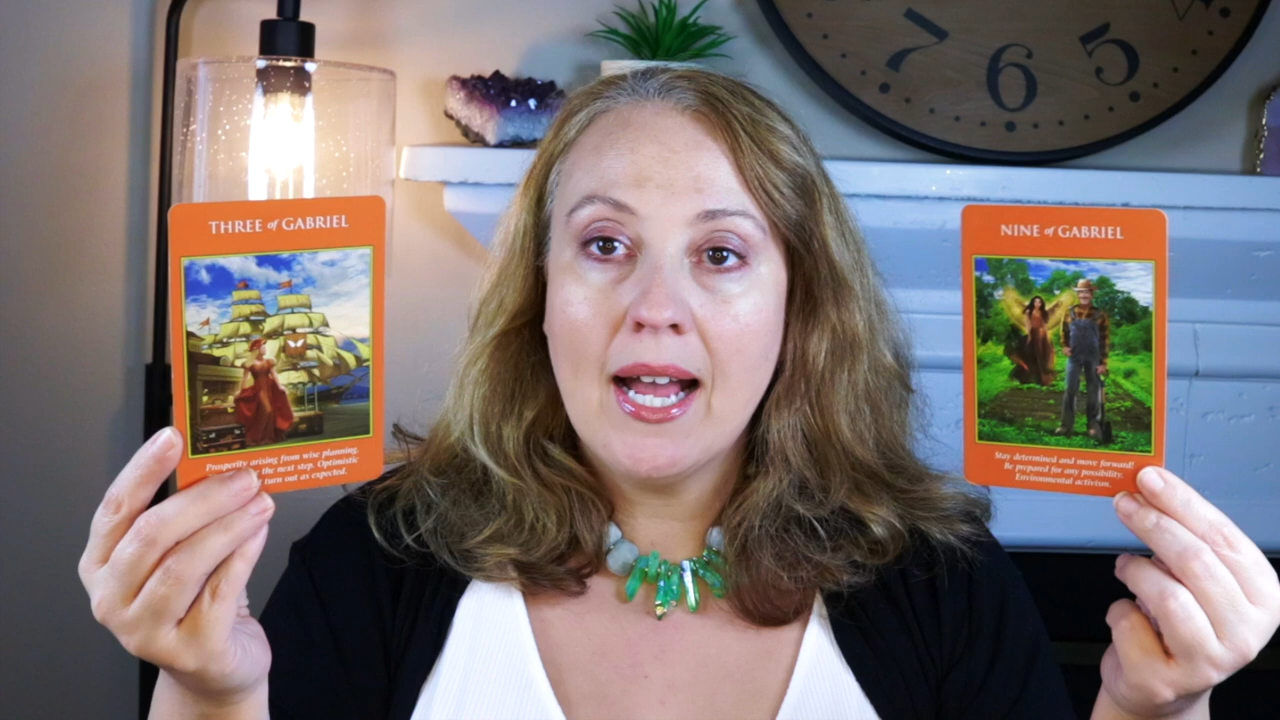 7 6 5
THREE of GABRIEL
Prosperity arising from wise planning.
the next step. Optimistic
turn out as expected.
NINE of GABRIEL
Stay determined and move forward!
Be prepared for any possibility.
Environmental activism.